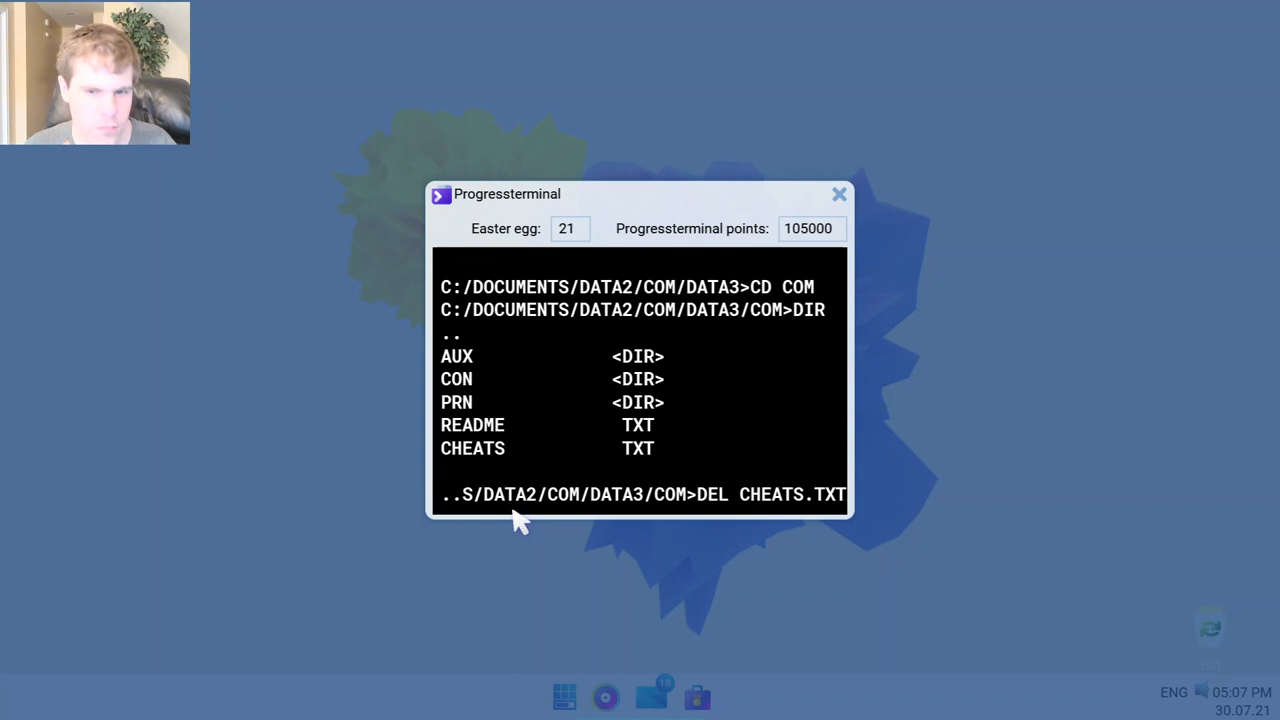 Progressterminal
Easter egg: 21 Progressterminal points: 105000
C:/DOCUMENTS/DATA2/COM/DATA3>CD COM
C:/DOCUMENTS/DATA2/COM/DATA3/COM>DIR
..
AUX <DIR>
CON <DIR>
PRN <DIR>
README TXT
CHEATS TXT
..S/DATA2/COM/DATA3/COM>DEL CHEATS.TXT
Bin
18
ENG 05:07 PM
30.07.21